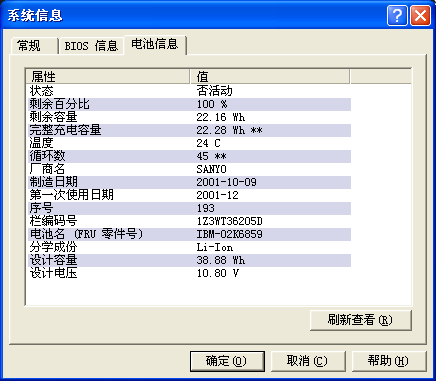 系统信息
常规 BIOS 信息 电池信息
属性 值
状态 否活动
剩余百分比 100 %
剩余容量 22.16 Wh
完整充电容量 22.28 Wh **
温度 24 C
循环数 45 **
厂商名 SANYO
制造日期 2001-10-09
第一次使用日期 2001-12
序号 193
栏编码号 1Z3WT36205D
电池名 (FRU 零件号) IBM-02K6859
分学成份 Li-Ion
设计容量 38.88 Wh
设计电压 10.80 V
刷新查看(R)
确定(O) 取消(C) 帮助(H)